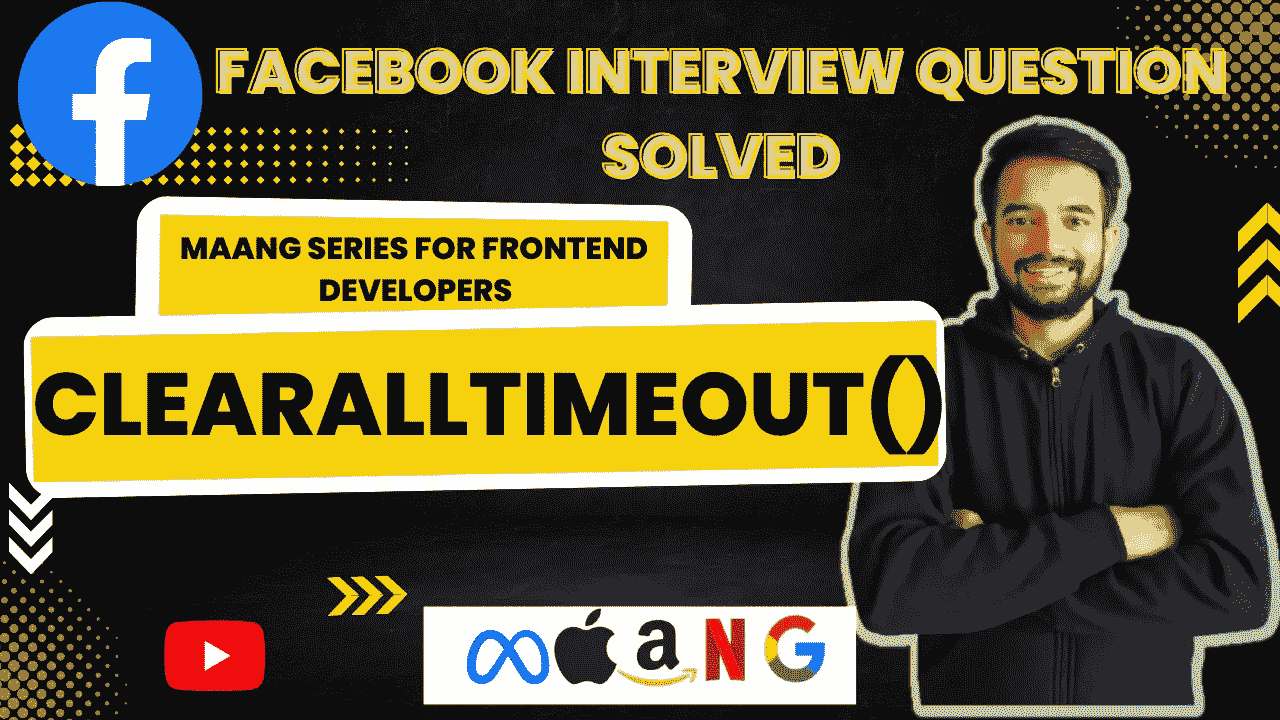 FACEBOOK INTERVIEW QUESTION
SOLVED
MAANG SERIES FOR FRONTEND
DEVELOPERS
CLEARALLTIMEOUT()
a N G